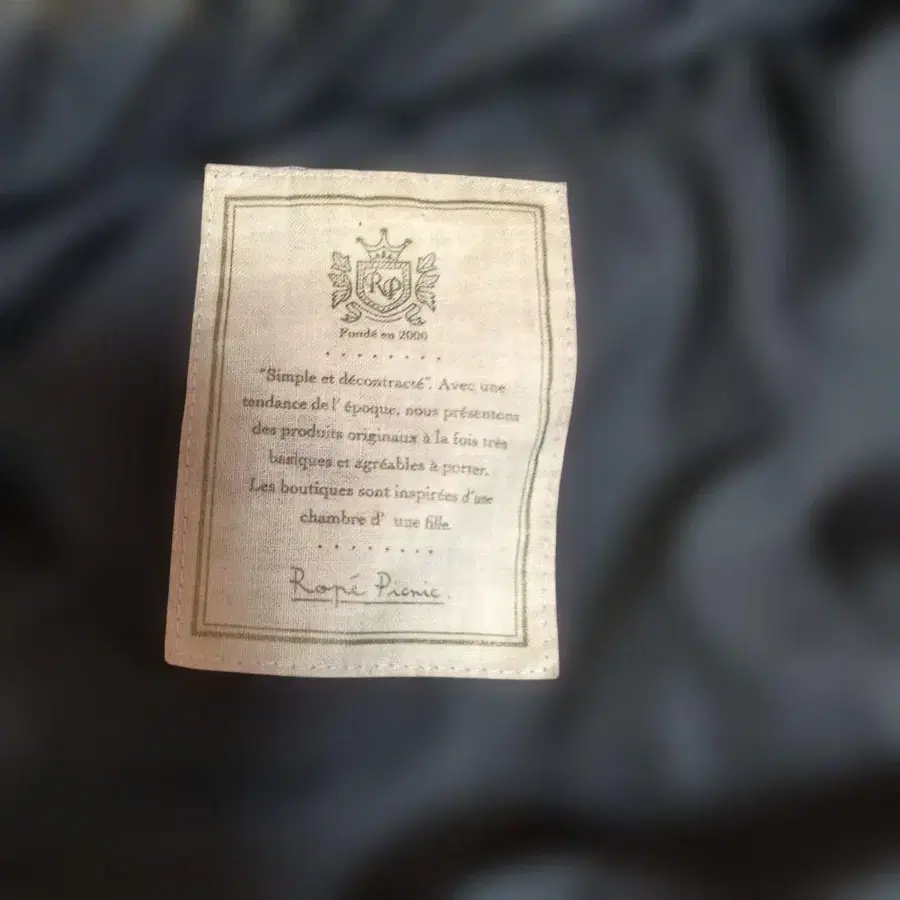 RP
Fondé en 2000
"Simple et décontracté". Avec une
tendance de l' époque, nous présentons
des produits originaux à la fois très
basiques et agréables à porter.
Les boutiques sont inspirées d'une
chambre d' une fille.
Ropé Picnic.